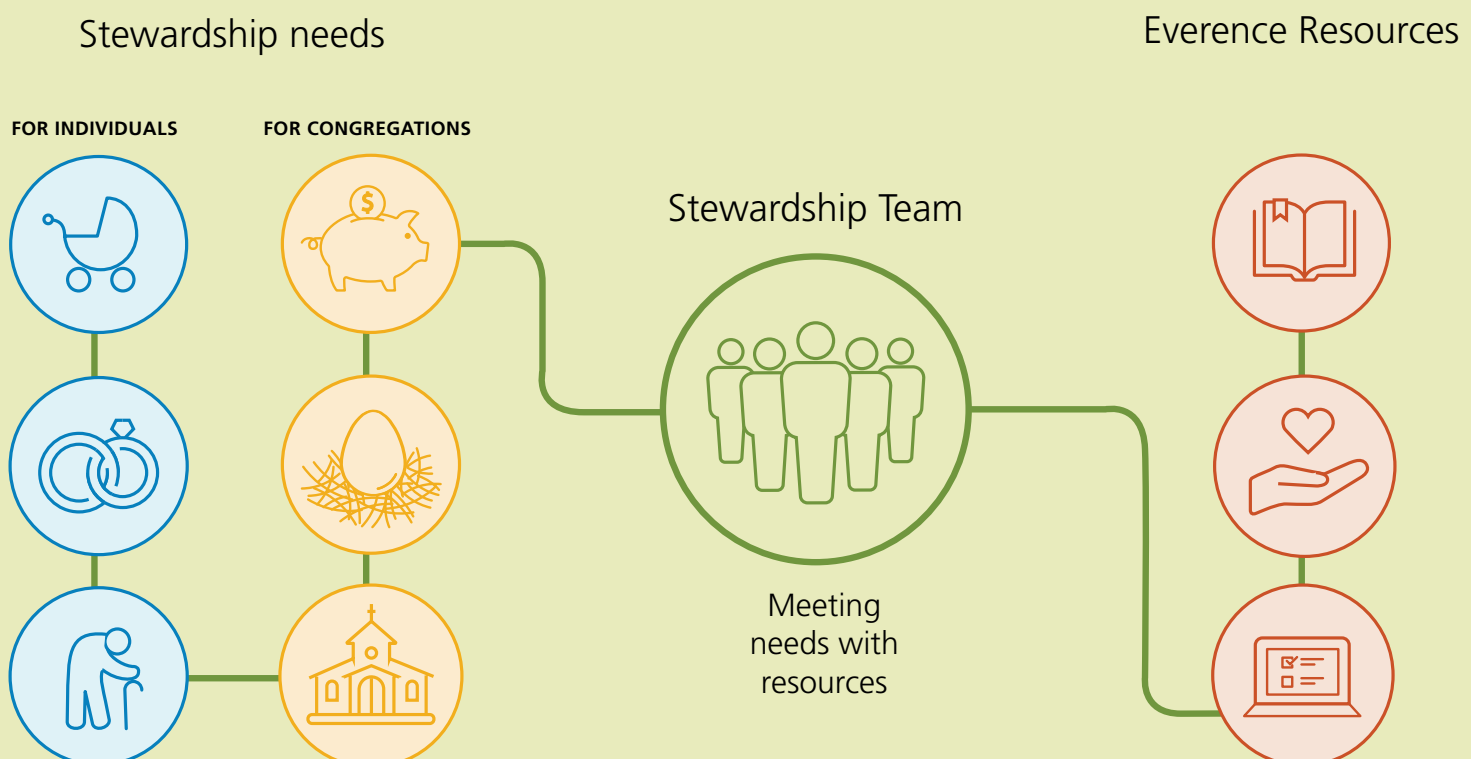 Stewardship needs
Everence Resources
FOR INDIVIDUALS
FOR CONGREGATIONS
$
Stewardship Team
Meeting
needs with
resources